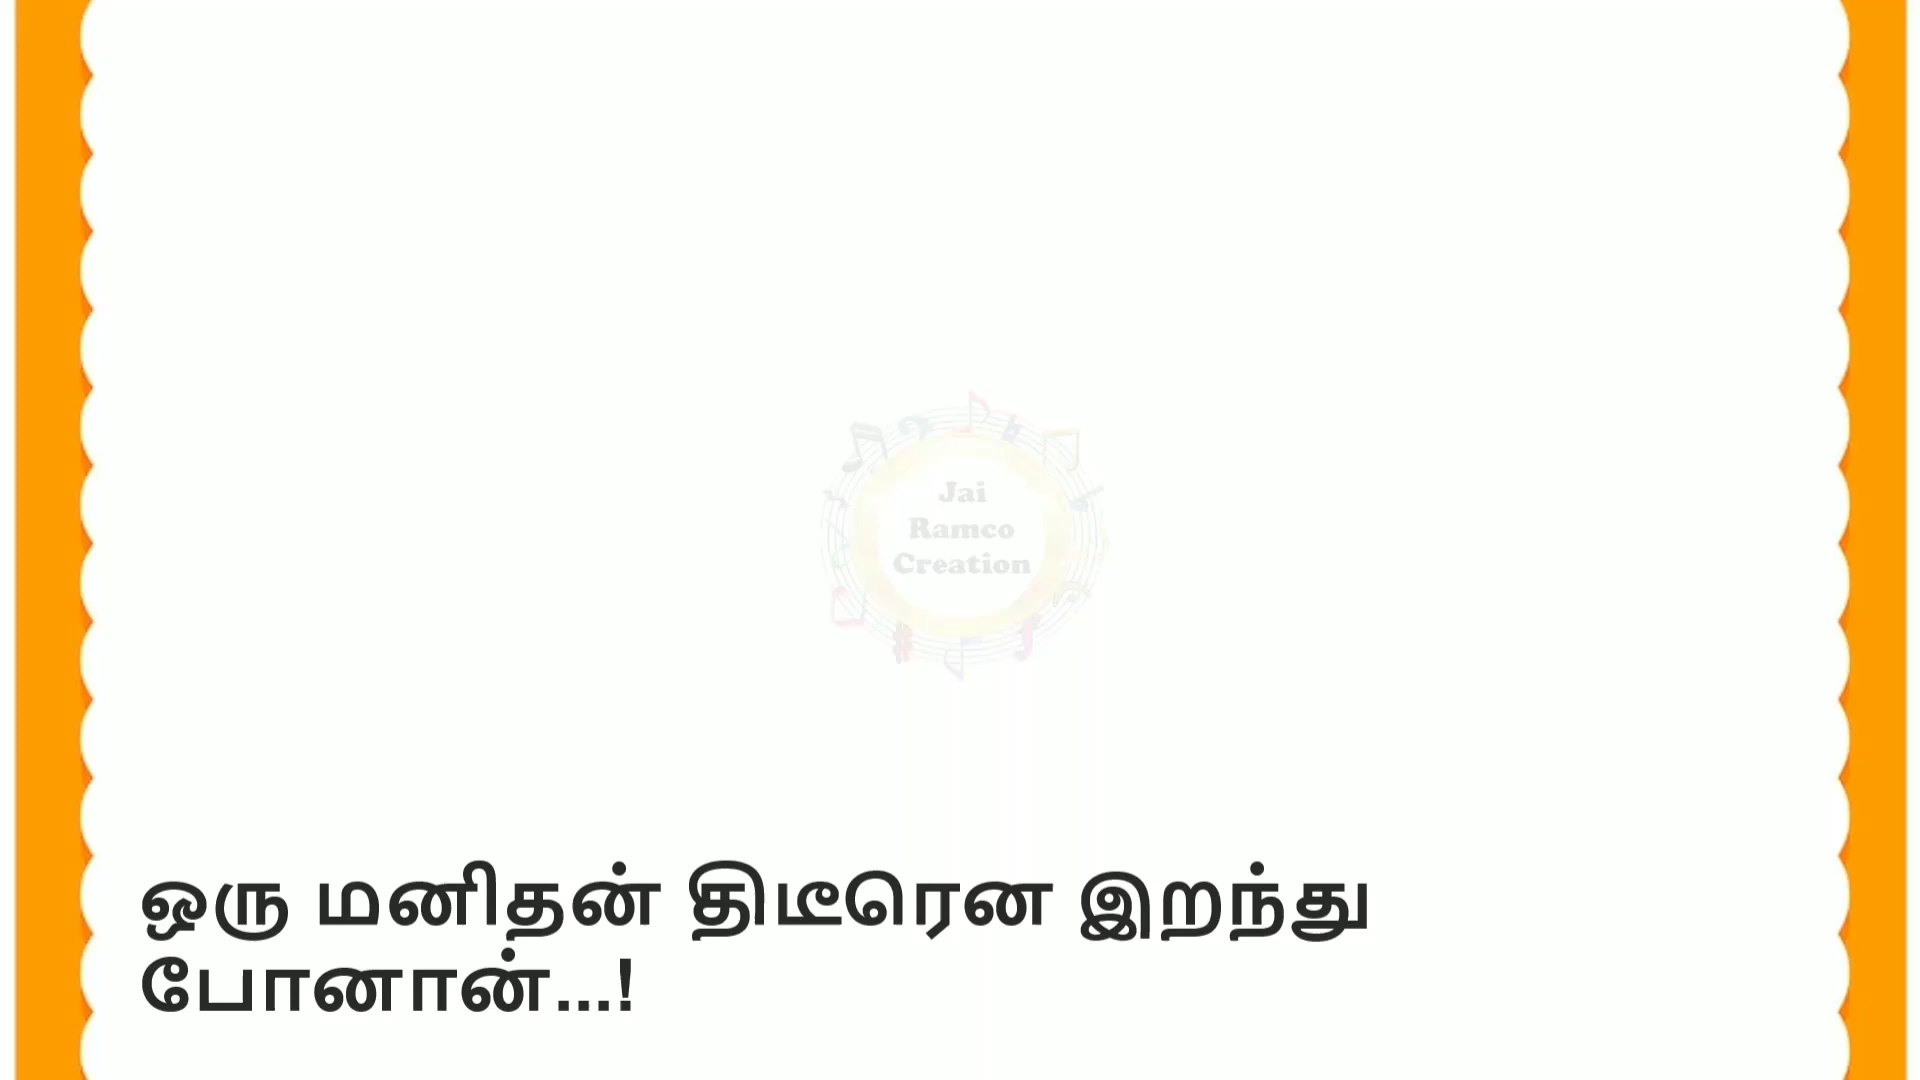 Jai
Ramco
Creation
ஒரு மனிதன் திடீரென இறந்து
போனான்...!